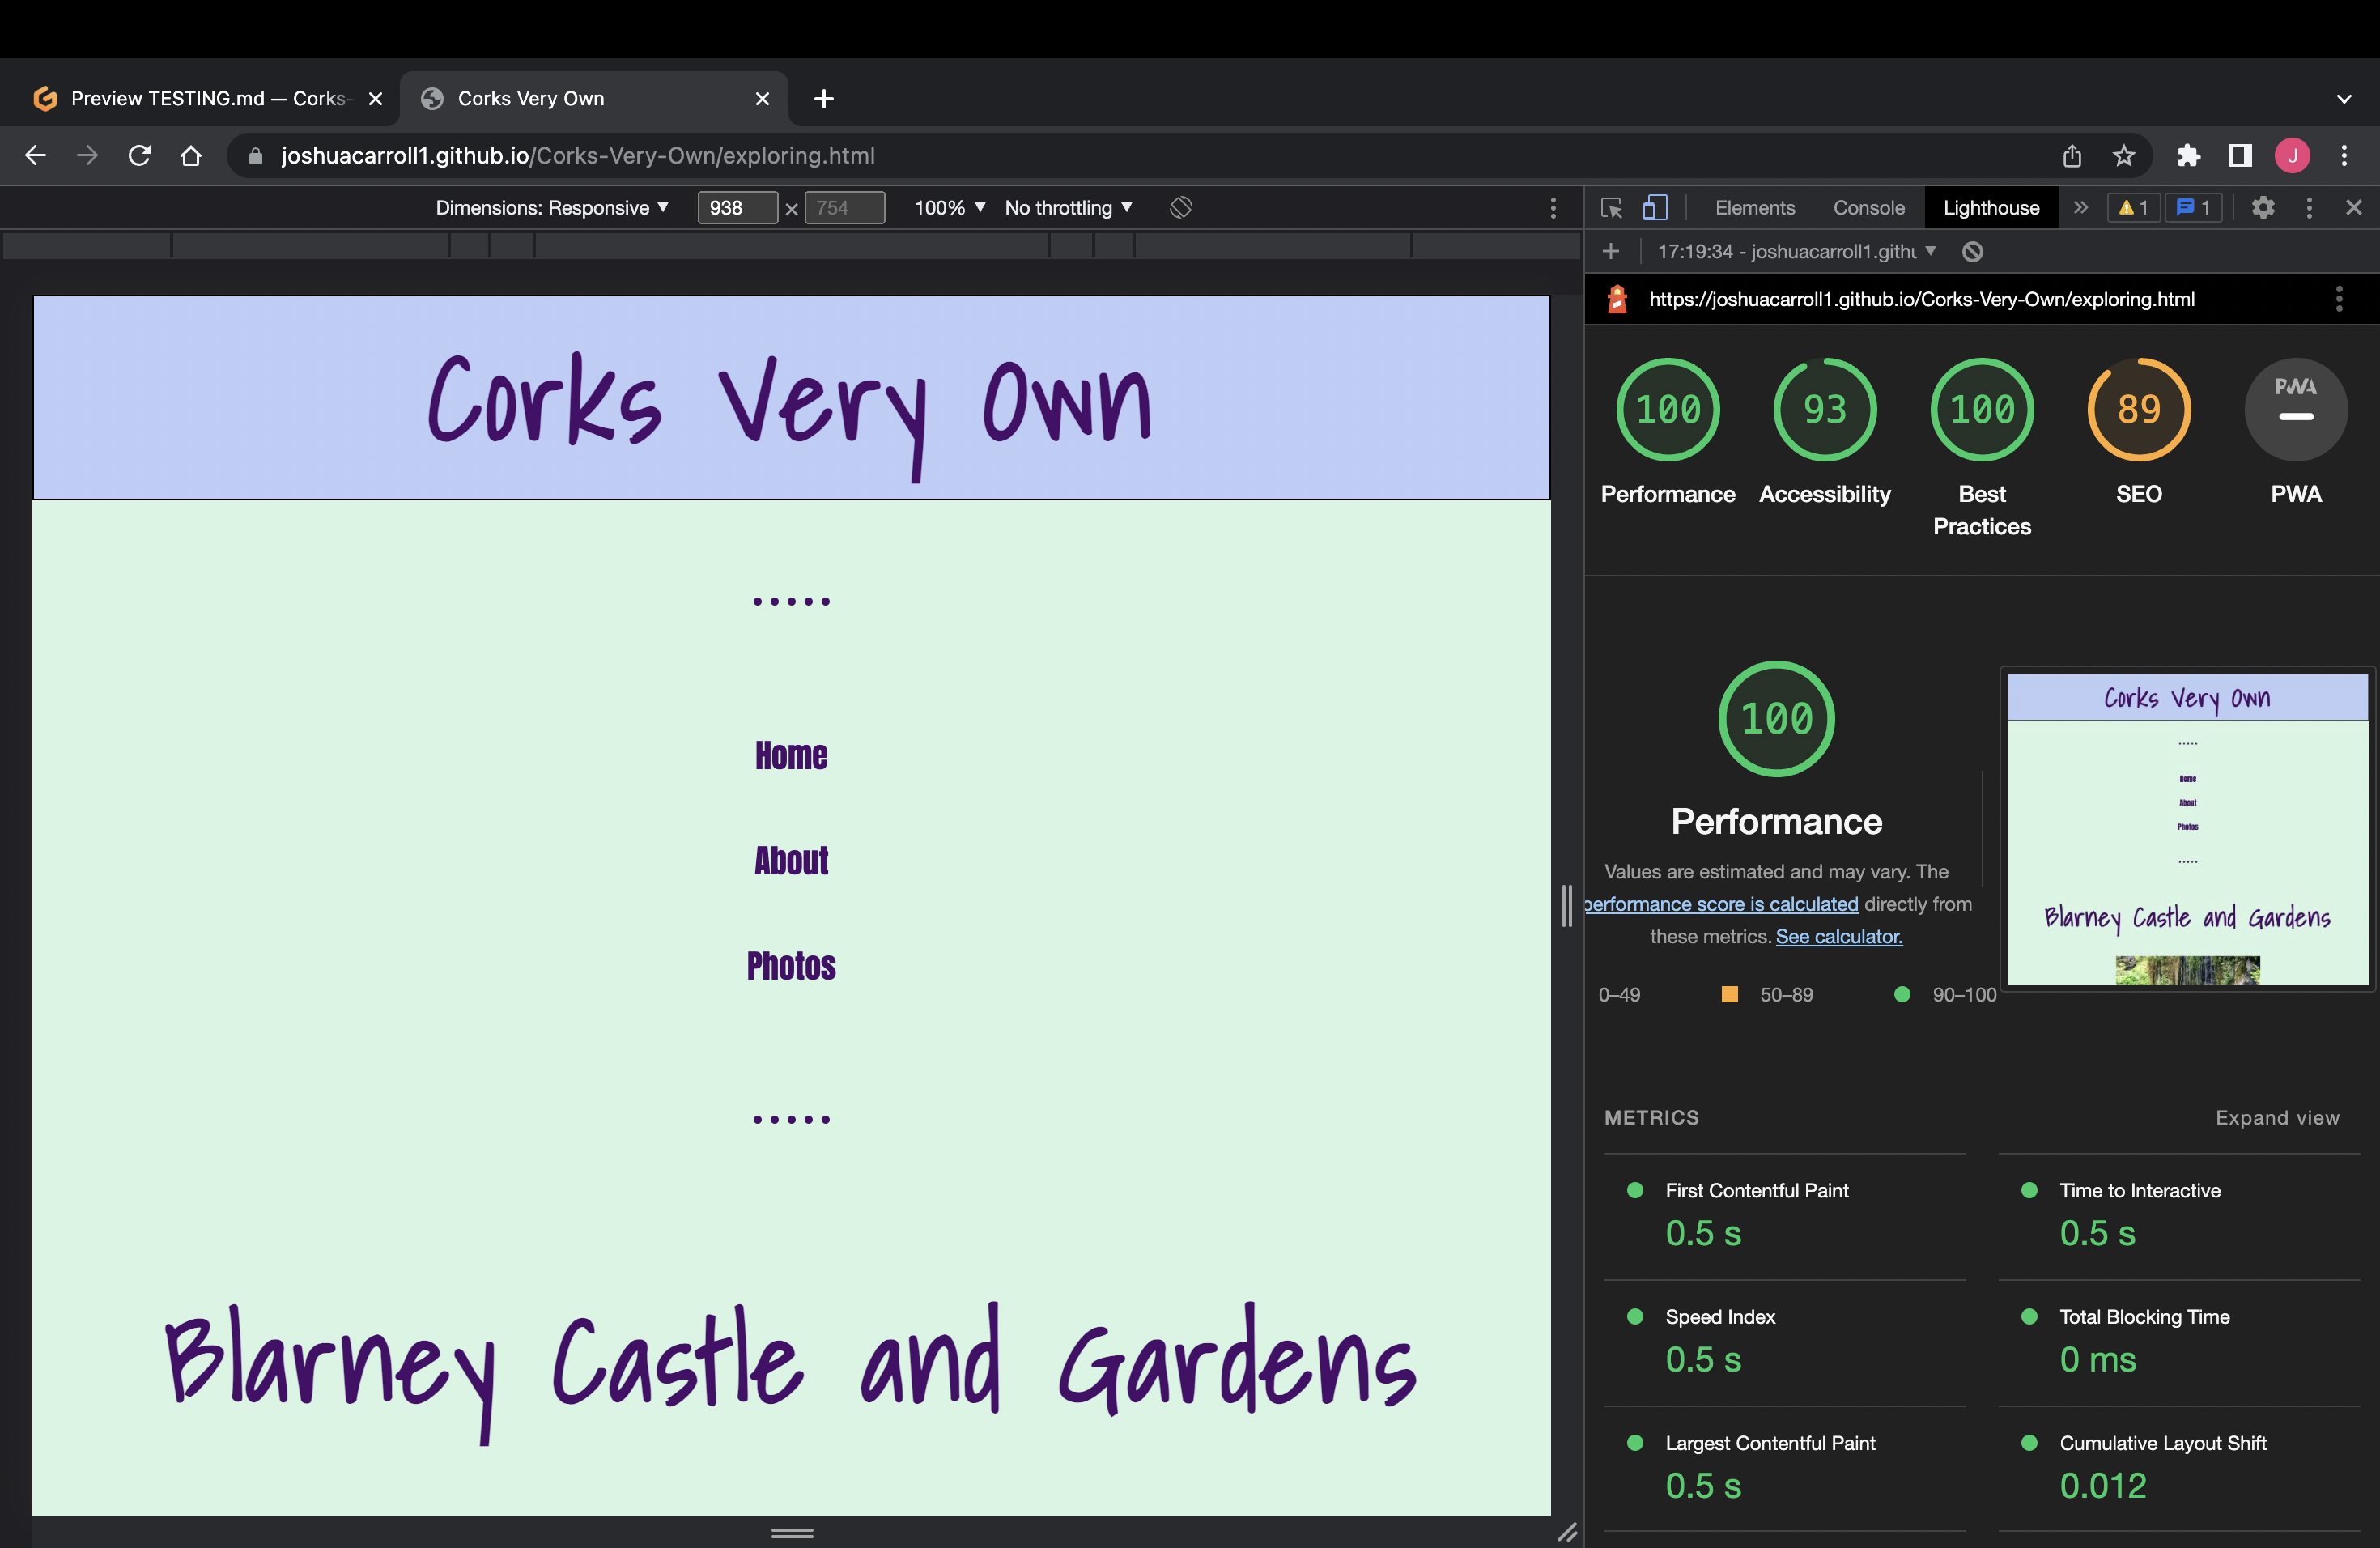 Preview TESTING.md — Corks-
Corks Very Own
joshuacarroll1.github.io/Corks-Very-Own/exploring.html
J
Dimensions: Responsive ▼ 938 × 754 100% ▼ No throttling ▼
Elements Console Lighthouse » 1 1
17:19:34 - joshuacarroll1.githu ▼
https://joshuacarroll1.github.io/Corks-Very-Own/exploring.html
Corks Very Own
.....
Home
About
Photos
.....
Blarney Castle and Gardens
100 93 100 89 PWA
Performance Accessibility Best Practices SEO PWA
100
Performance
Values are estimated and may vary. The
performance score is calculated directly from
these metrics. See calculator.
0–49 50–89 90–100
Corks Very Own
.....
Home
About
Photos
.....
Blarney Castle and Gardens
METRICS Expand view
First Contentful Paint
0.5 s
Time to Interactive
0.5 s
Speed Index
0.5 s
Total Blocking Time
0 ms
Largest Contentful Paint
0.5 s
Cumulative Layout Shift
0.012